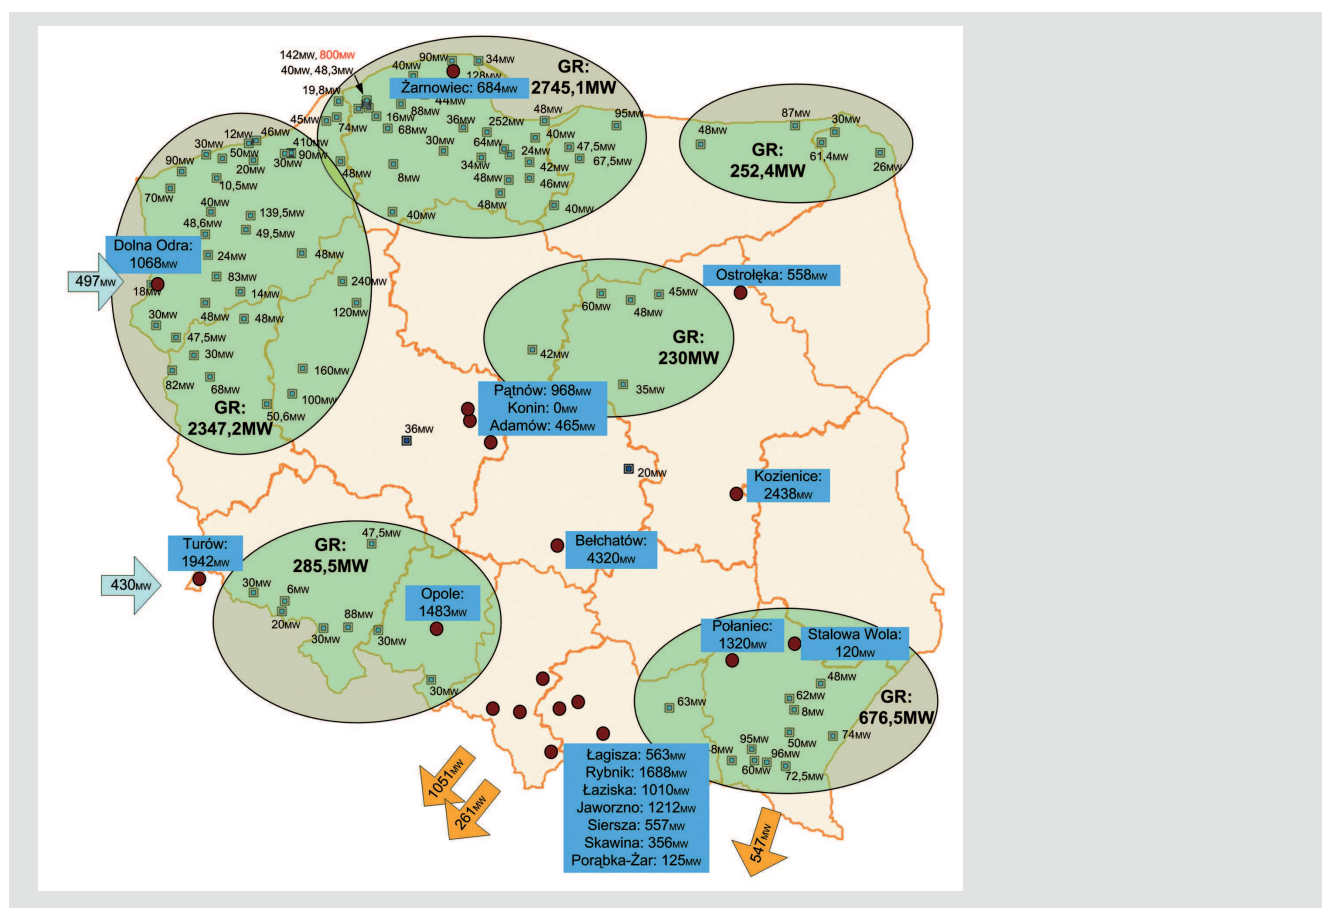 142MW, 800MW
40MW, 48,3MW
19,8MW
90MW
34MW
40MW
128MW
GR:
2745,1MW
Żarnowiec: 684MW
44MW
88MW
16MW
45MW
74MW
68MW
36MW
252MW
48MW
95MW
40MW
64MW
30MW
24MW
47,5MW
67,5MW
34MW
42MW
48MW
8MW
48MW
46MW
48MW
40MW
40MW
48MW
87MW
30MW
GR:
252,4MW
61,4MW
26MW
12MW
46MW
410MW
30MW
50MW
90MW
90MW
20MW
30MW
10,5MW
70MW
40MW
139,5MW
48,6MW
49,5MW
Dolna Odra:
1068MW
24MW
48MW
497MW
18MW
83MW
14MW
240MW
120MW
30MW
48MW
48MW
47,5MW
30MW
82MW
68MW
160MW
100MW
50,6MW
GR:
2347,2MW
Ostrołęka: 558MW
60MW
48MW
45MW
GR:
230MW
42MW
35MW
Pątnów: 968MW
Konin: 0MW
Adamów: 465MW
36MW
20MW
Kozienice:
2438MW
Bełchatów:
4320MW
Turów:
1942MW
430MW
47,5MW
GR:
285,5MW
30MW
6MW
20MW
30MW
88MW
30MW
Opole:
1483MW
30MW
Połaniec:
1320MW
Stalowa Wola:
120MW
48MW
62MW
8MW
63MW
GR:
676,5MW
50MW
74MW
95MW
96MW
60MW
72,5MW
1051MW
261MW
547MW
Łagisza: 563MW
Rybnik: 1688MW
Łaziska: 1010MW
Jaworzno: 1212MW
Siersza: 557MW
Skawina: 356MW
Porąbka-Żar: 125MW